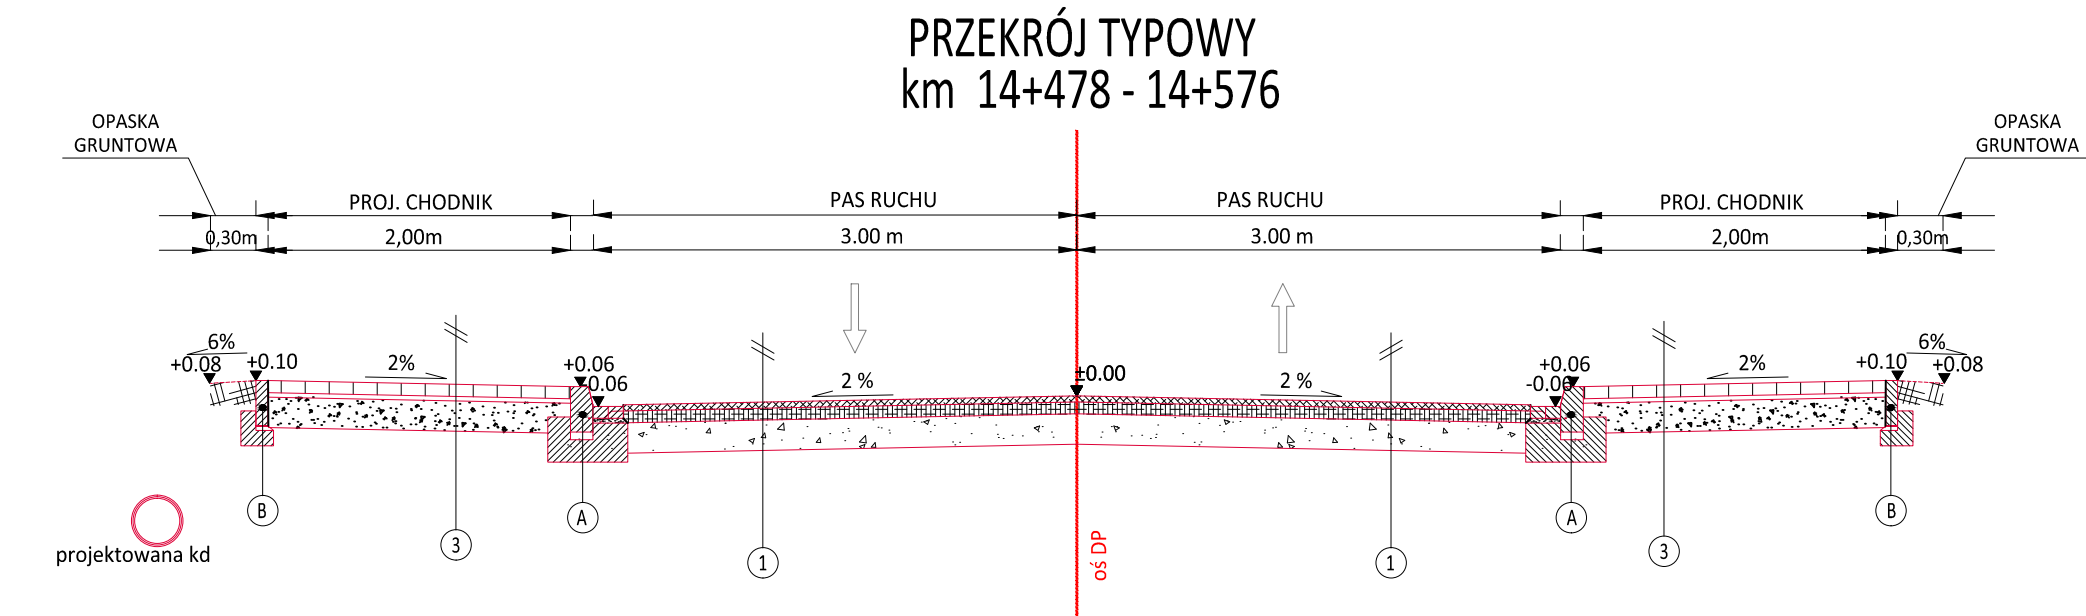 PRZEKRÓJ TYPOWY
km 14+478 - 14+576
OPASKA
GRUNTOWA
OPASKA
GRUNTOWA
PROJ. CHODNIK
PAS RUCHU
PAS RUCHU
PROJ. CHODNIK
0,30m
2,00m
3.00 m
3.00 m
2,00m
0,30m
6%
+0.08
+0.10
2%
+0.06
-0.06
2 %
±0.00
2 %
+0.06
-0.06
2%
+0.10
6%
+0.08
B
3
A
1
1
A
3
B
projektowana kd
oś DP